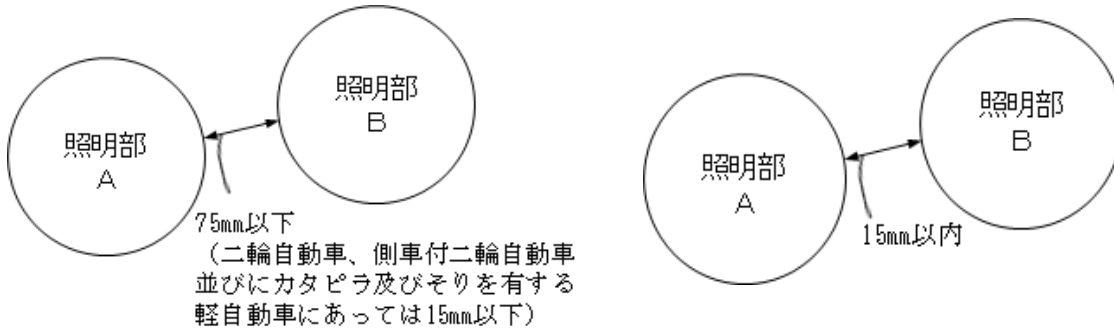 照明部
A
照明部
B
75mm以下
(二輪自動車、側車付二輪自動車
並びにカタピラ及びそりを有する
軽自動車にあっては15mm以下)
照明部
A
照明部
B
15mm以内